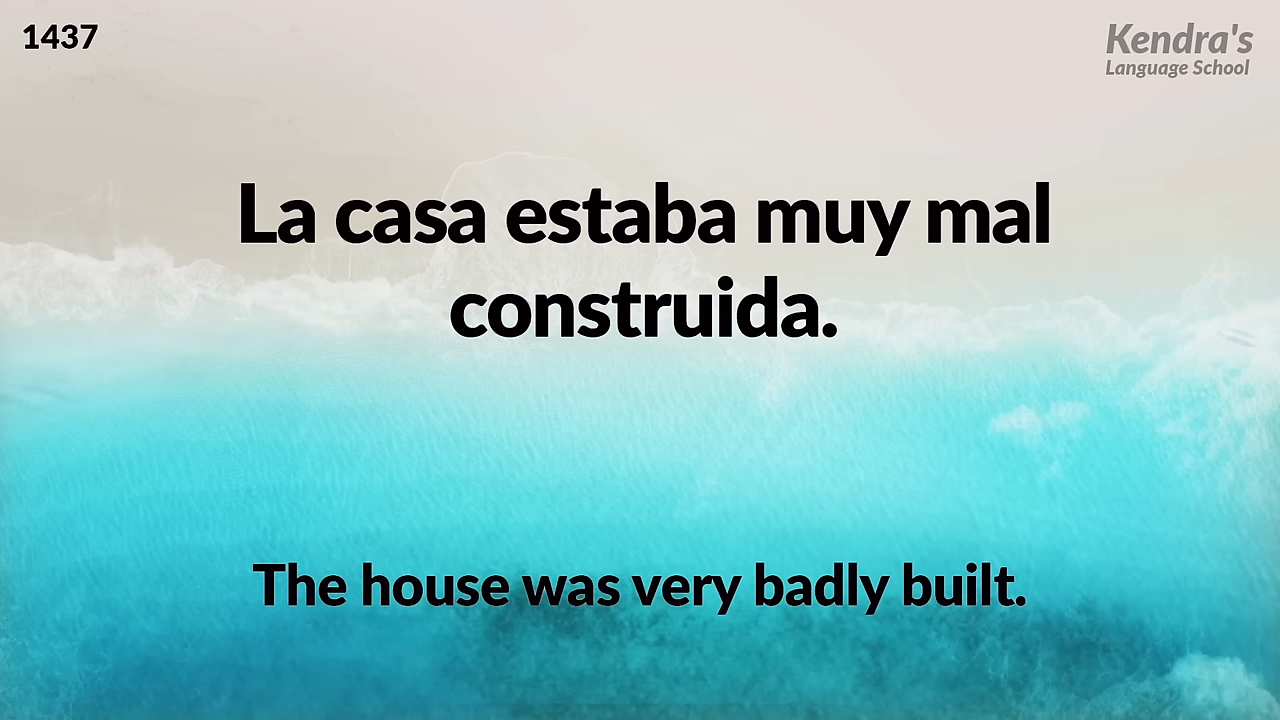 1437
Kendra's
Language School
La casa estaba muy mal
construida.
The house was very badly built.